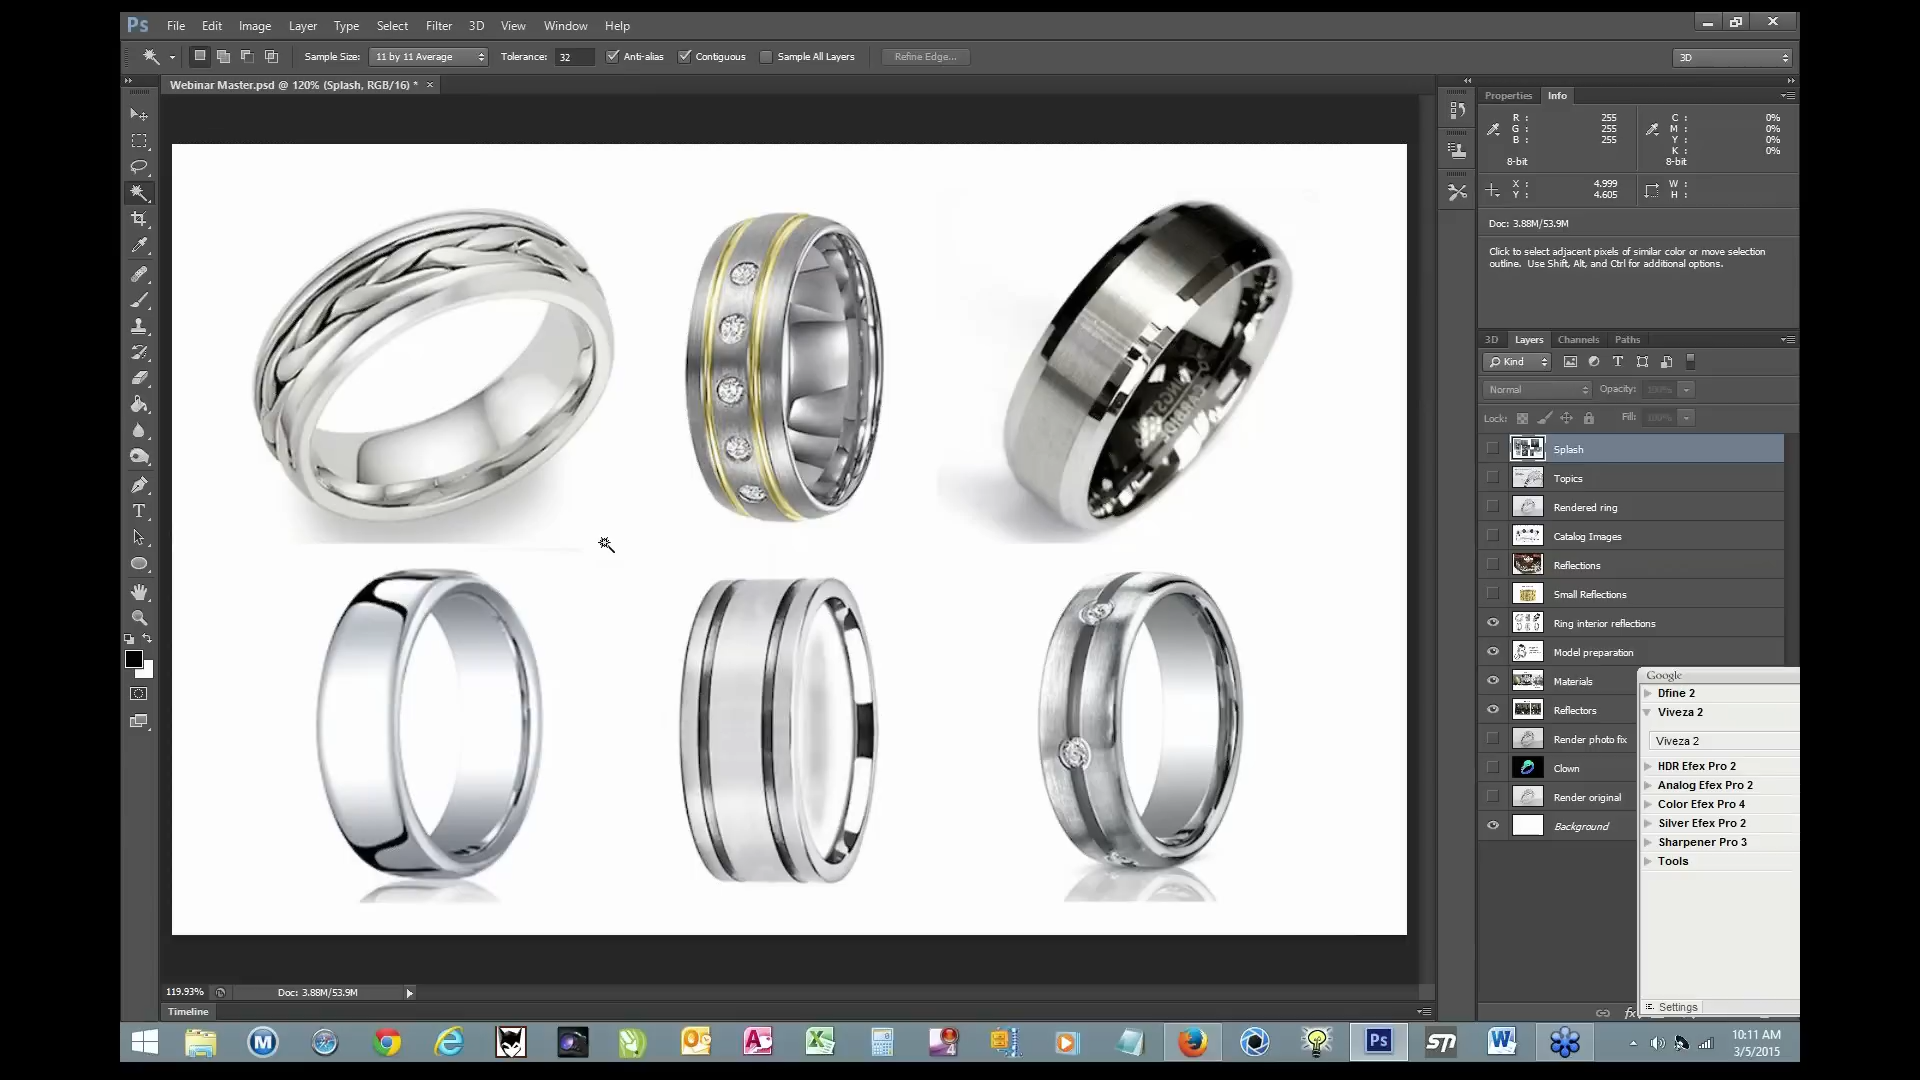 Ps File Edit Image Layer Type Select Filter 3D View Window Help
Sample Size: 11 by 11 Average Tolerance: 32 Anti-alias Contiguous Sample All Layers Refine Edge... 3D
Webinar Master.psd @ 120% (Splash, RGB/16) * ×
Properties Info
R : 255 C : 0%
G : 255 M : 0%
B : 255 Y : 0%
K : 0%
8-bit 8-bit
X : 4.999 W :
Y : 4.605 H :
Doc: 3.88M/53.9M
Click to select adjacent pixels of similar color or move selection
outline. Use Shift, Alt, and Ctrl for additional options.
3D Layers Channels Paths
Kind
Normal Opacity: 100%
Lock: Fill: 100%
Splash
Topics
Rendered ring
Catalog Images
Reflections
Small Reflections
Ring interior reflections
Model preparation
Materials
Reflectors
Render photo fix
Clown
Render original
Background
Google
Dfine 2
Viveza 2
Viveza 2
HDR Efex Pro 2
Analog Efex Pro 2
Color Efex Pro 4
Silver Efex Pro 2
Sharpener Pro 3
Tools
Settings
119.93% Doc: 3.88M/53.9M
Timeline
10:11 AM
3/5/2015